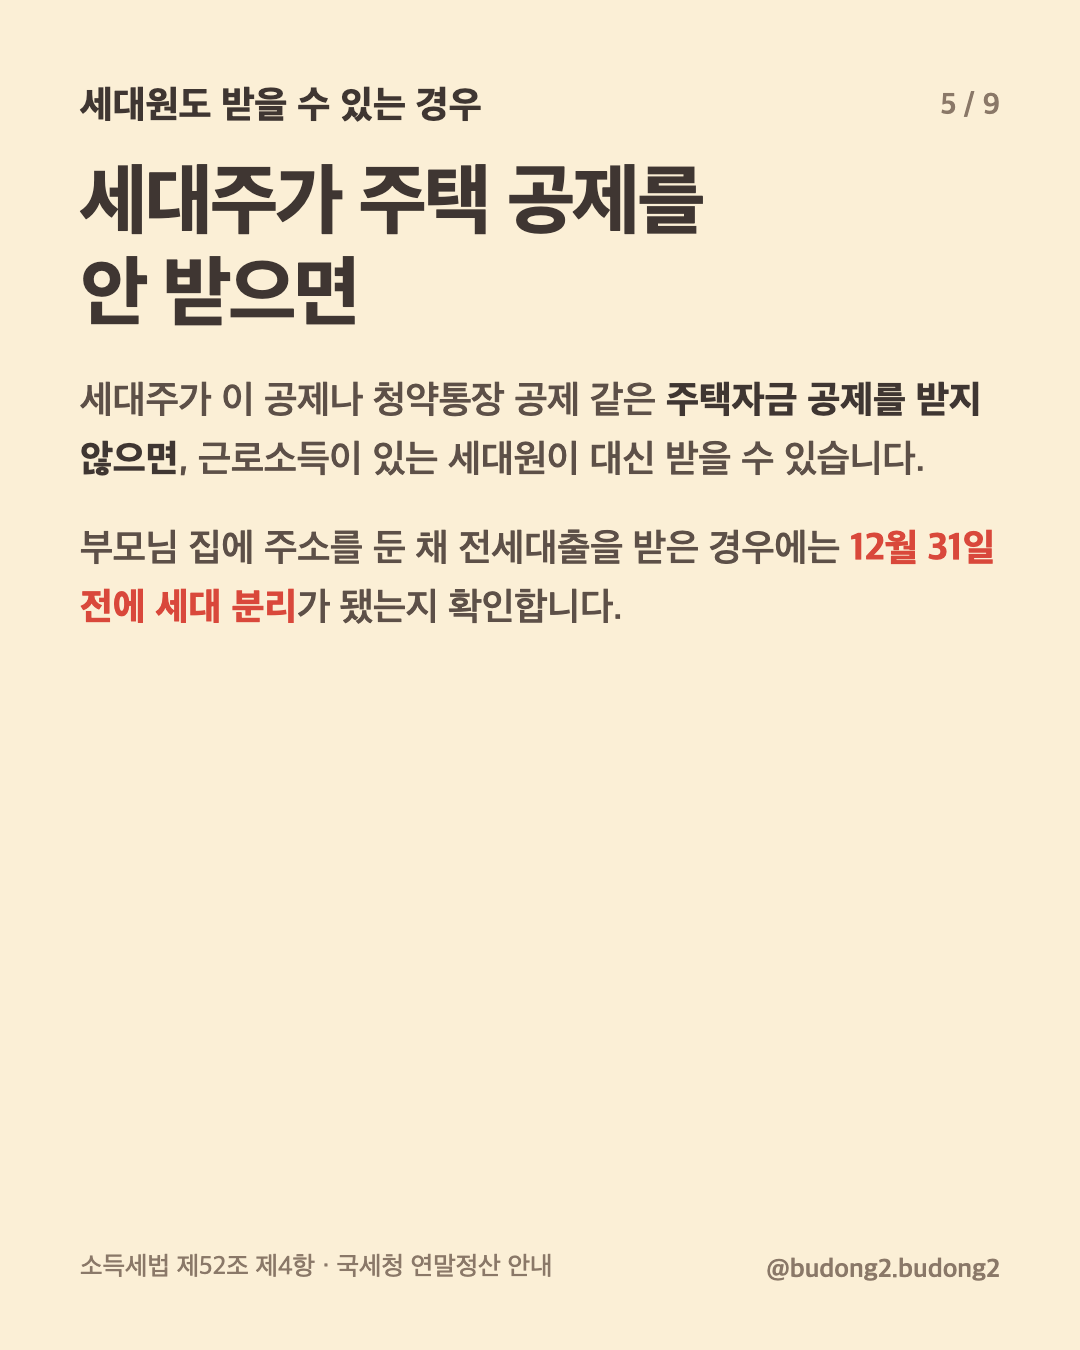 세대원도 받을 수 있는 경우
5 / 9
세대주가 주택 공제를
안 받으면
세대주가 이 공제나 청약통장 공제 같은 주택자금 공제를 받지
않으면, 근로소득이 있는 세대원이 대신 받을 수 있습니다.
부모님 집에 주소를 둔 채 전세대출을 받은 경우에는 12월 31일
전에 세대 분리가 됐는지 확인합니다.
소득세법 제52조 제4항 · 국세청 연말정산 안내
@budong2.budong2